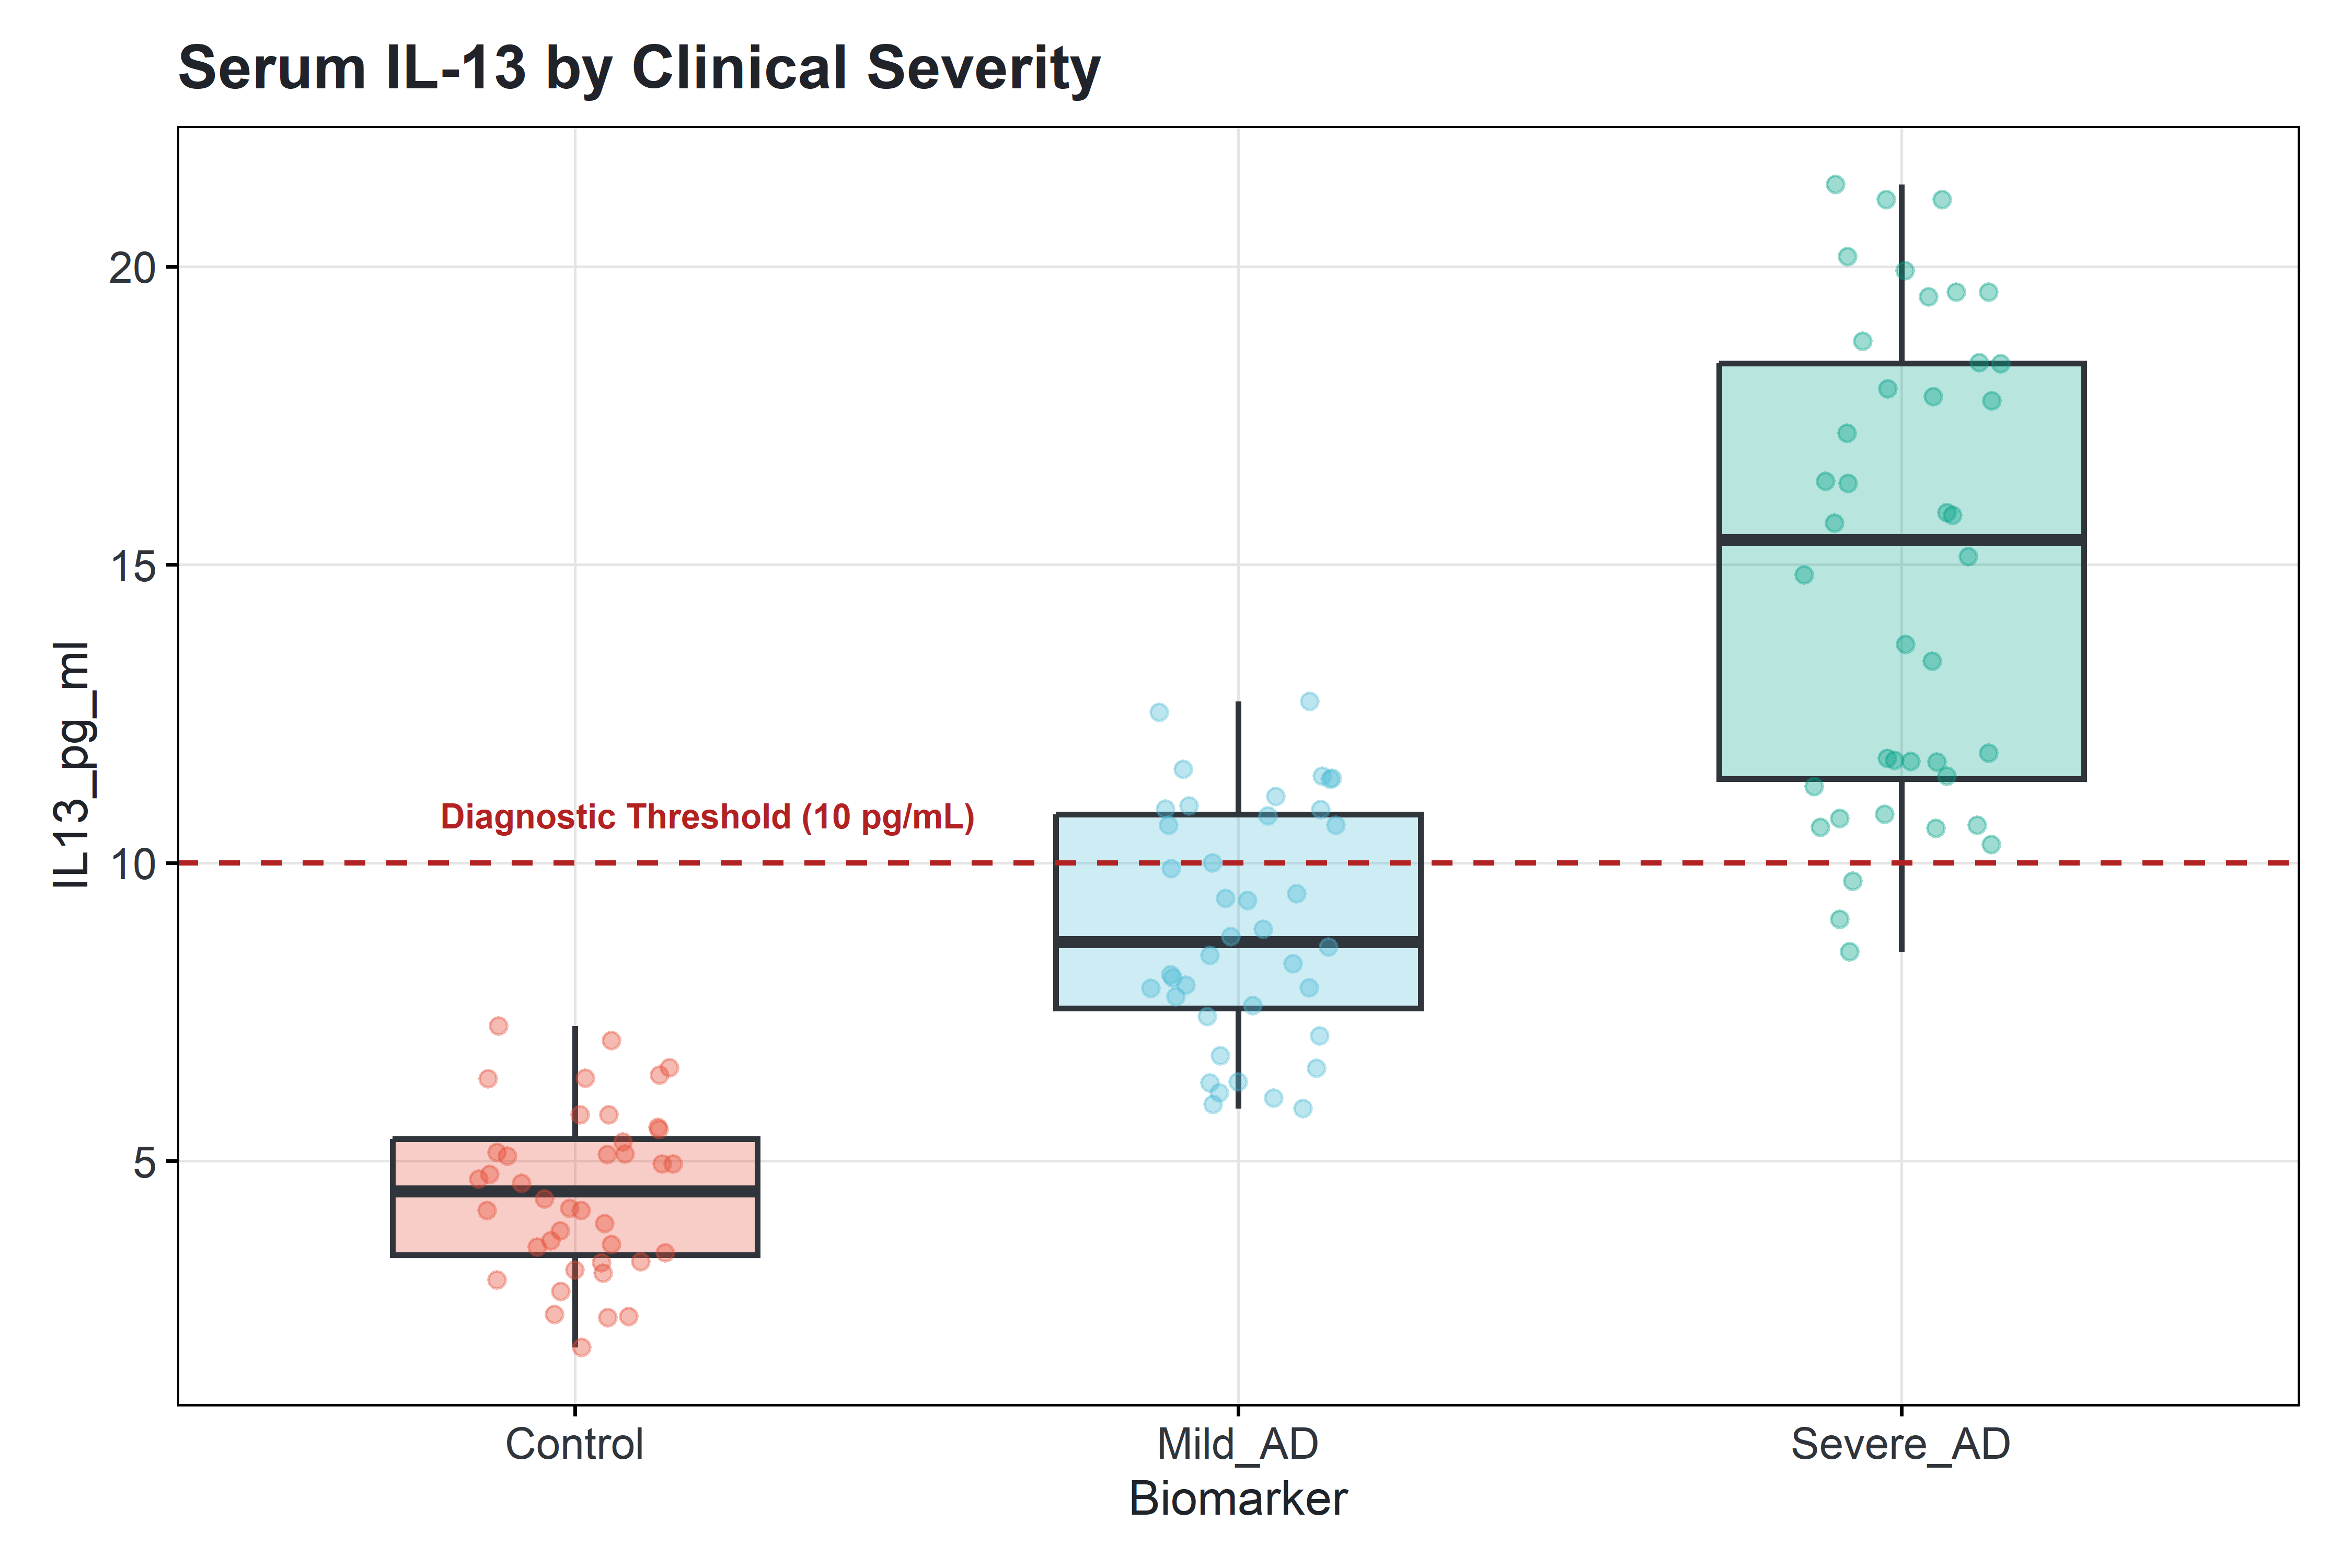 Serum IL-13 by Clinical Severity
IL13_pg_ml
20
15
10
5
Diagnostic Threshold (10 pg/mL)
Control
Mild_AD
Severe_AD
Biomarker